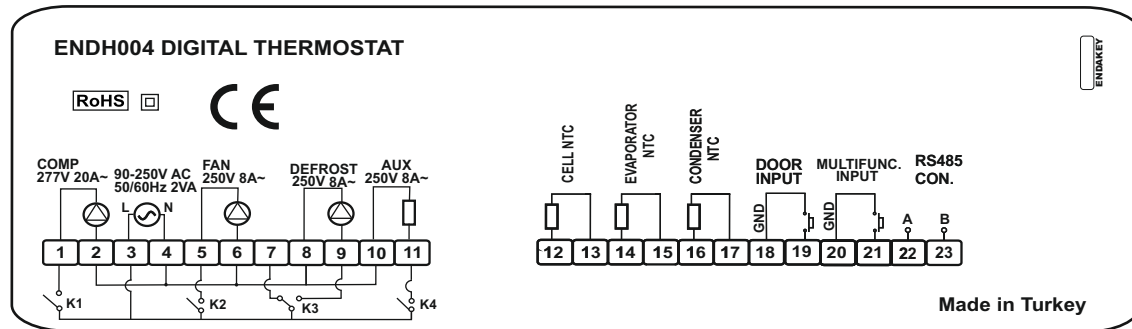 ENDH004 DIGITAL THERMOSTAT
ENDAKEY
RoHS
CE
COMP
277V 20A~
90-250V AC
50/60Hz 2VA
L N
FAN
250V 8A~
DEFROST
250V 8A~
AUX
250V 8A~
CELL NTC
EVAPORATOR
NTC
CONDENSER
NTC
DOOR
INPUT
GND
MULTIFUNC.
INPUT
GND
RS485
CON.
A B
1 2 3 4 5 6 7 8 9 10 11
12 13 14 15 16 17 18 19 20 21 22 23
K1 K2 K3 K4
Made in Turkey